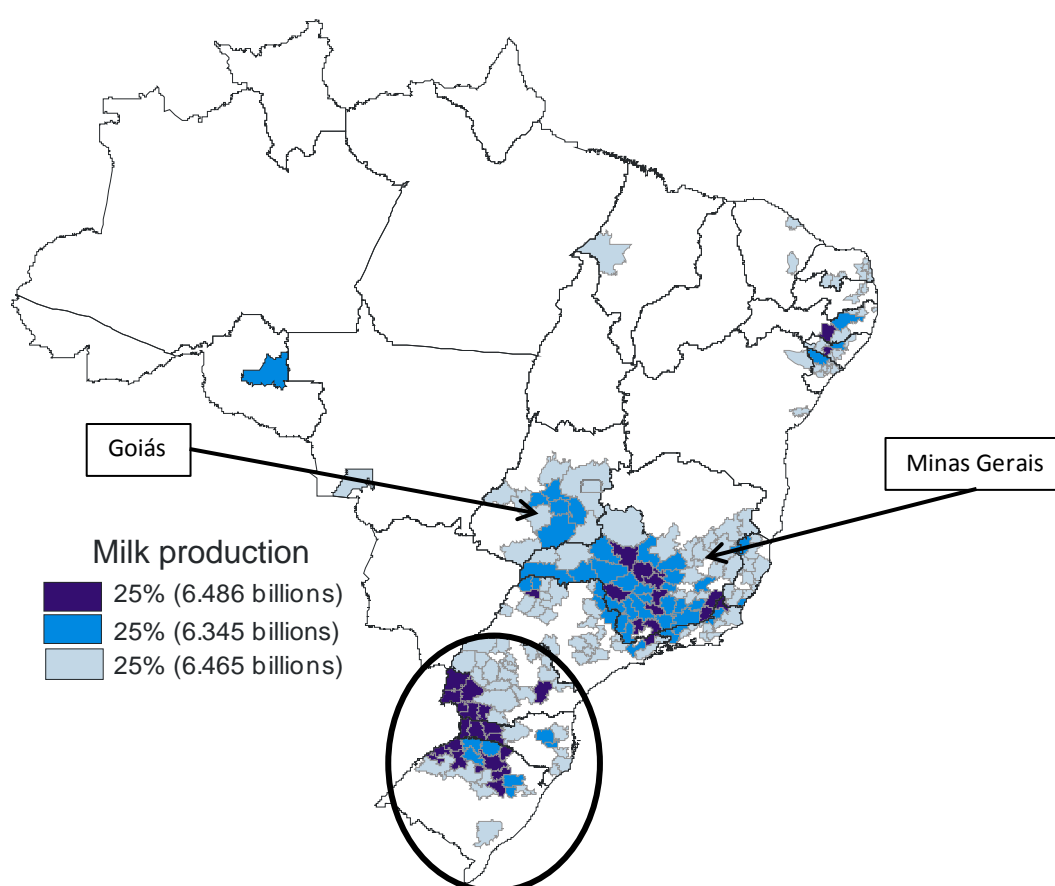 Goiás
Minas Gerais
Milk production
25% (6.486 billions)
25% (6.345 billions)
25% (6.465 billions)